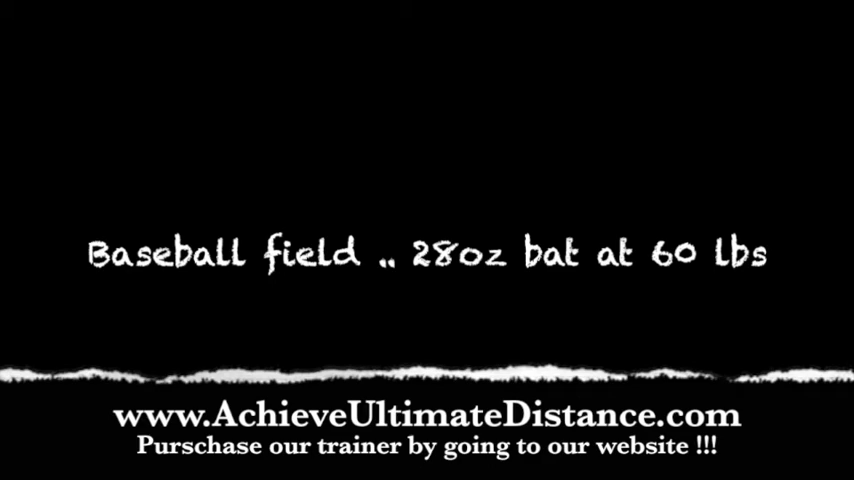 Baseball field .. 28oz bat at 60 lbs
www.AchieveUltimateDistance.com
Purschase our trainer by going to our website !!!